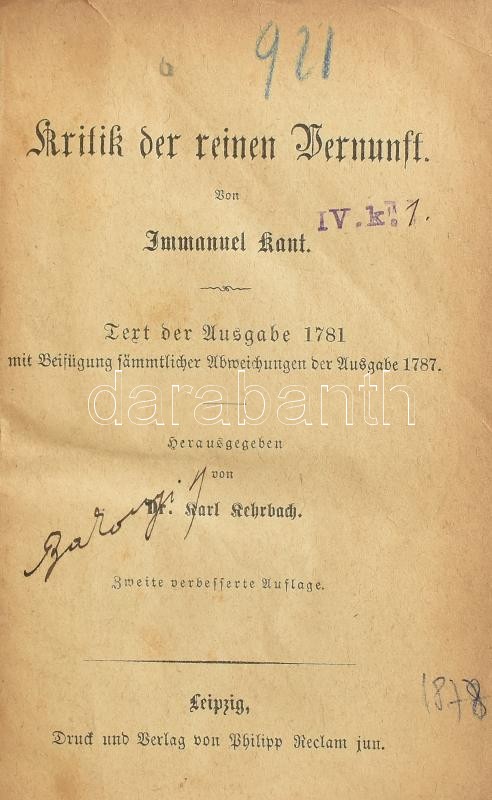 921
Kritik der reinen Vernunft.
Von
IV. k. 1.
Immanuel Kant.
Text der Ausgabe 1781
mit Beifügung sämmtlicher Abweichungen der Ausgabe 1787.
darabanth
Herausgegeben
von
Dr. Karl Kehrbach.
Zweite verbesserte Auflage.
1878
Leipzig,
Druck und Verlag von Philipp Reclam jun.